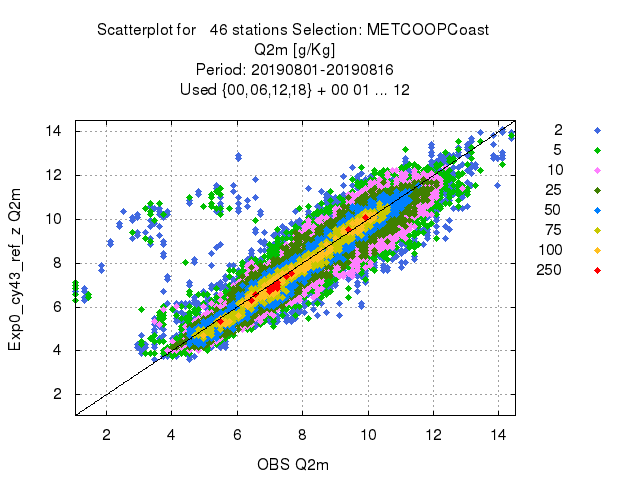 Scatterplot for   46 stations Selection: METCOOPCoast
Q2m [g/Kg]
Period: 20190801-20190816
Used {00,06,12,18} + 00 01 ... 12
14
12
10
8
6
4
2
Exp0_cy43_ref_z Q2m
2 4 6 8 10 12 14
OBS Q2m
2
5
10
25
50
75
100
250